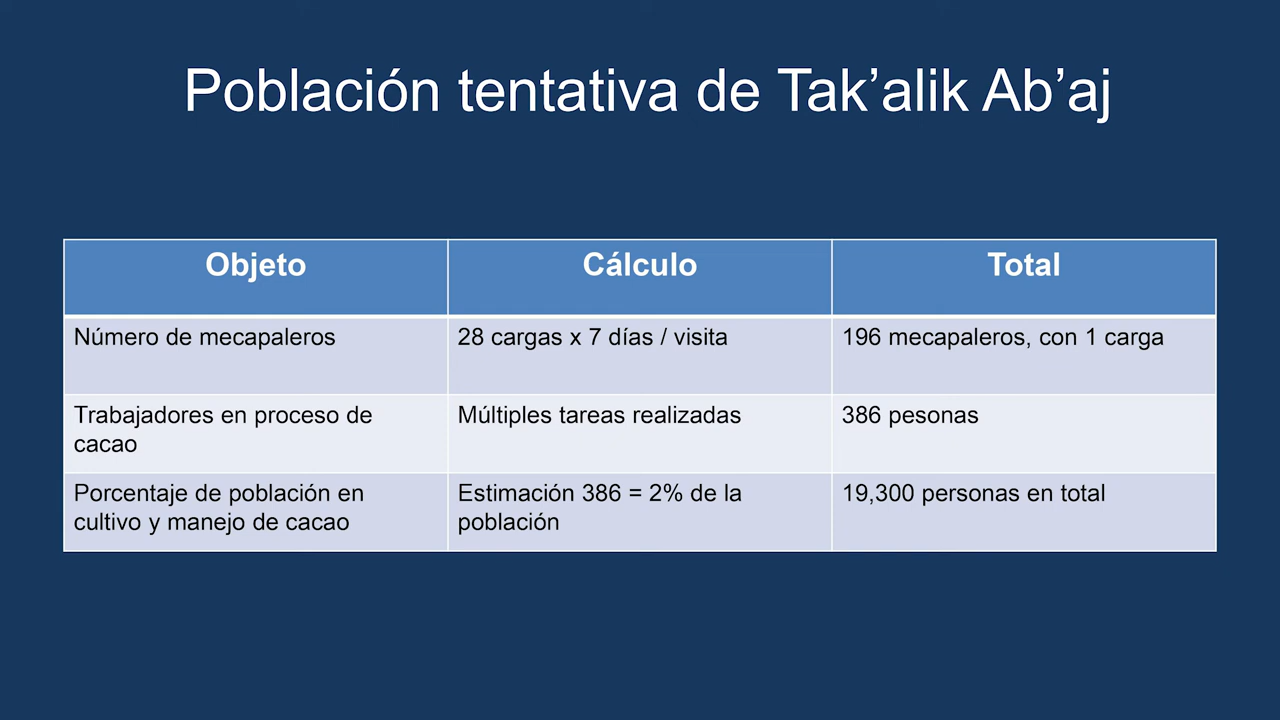 Población tentativa de Tak’alik Ab’aj
Objeto
Cálculo
Total
Número de mecapaleros
28 cargas x 7 días / visita
196 mecapaleros, con 1 carga
Trabajadores en proceso de
cacao
Múltiples tareas realizadas
386 pesonas
Porcentaje de población en
cultivo y manejo de cacao
Estimación 386 = 2% de la
población
19,300 personas en total